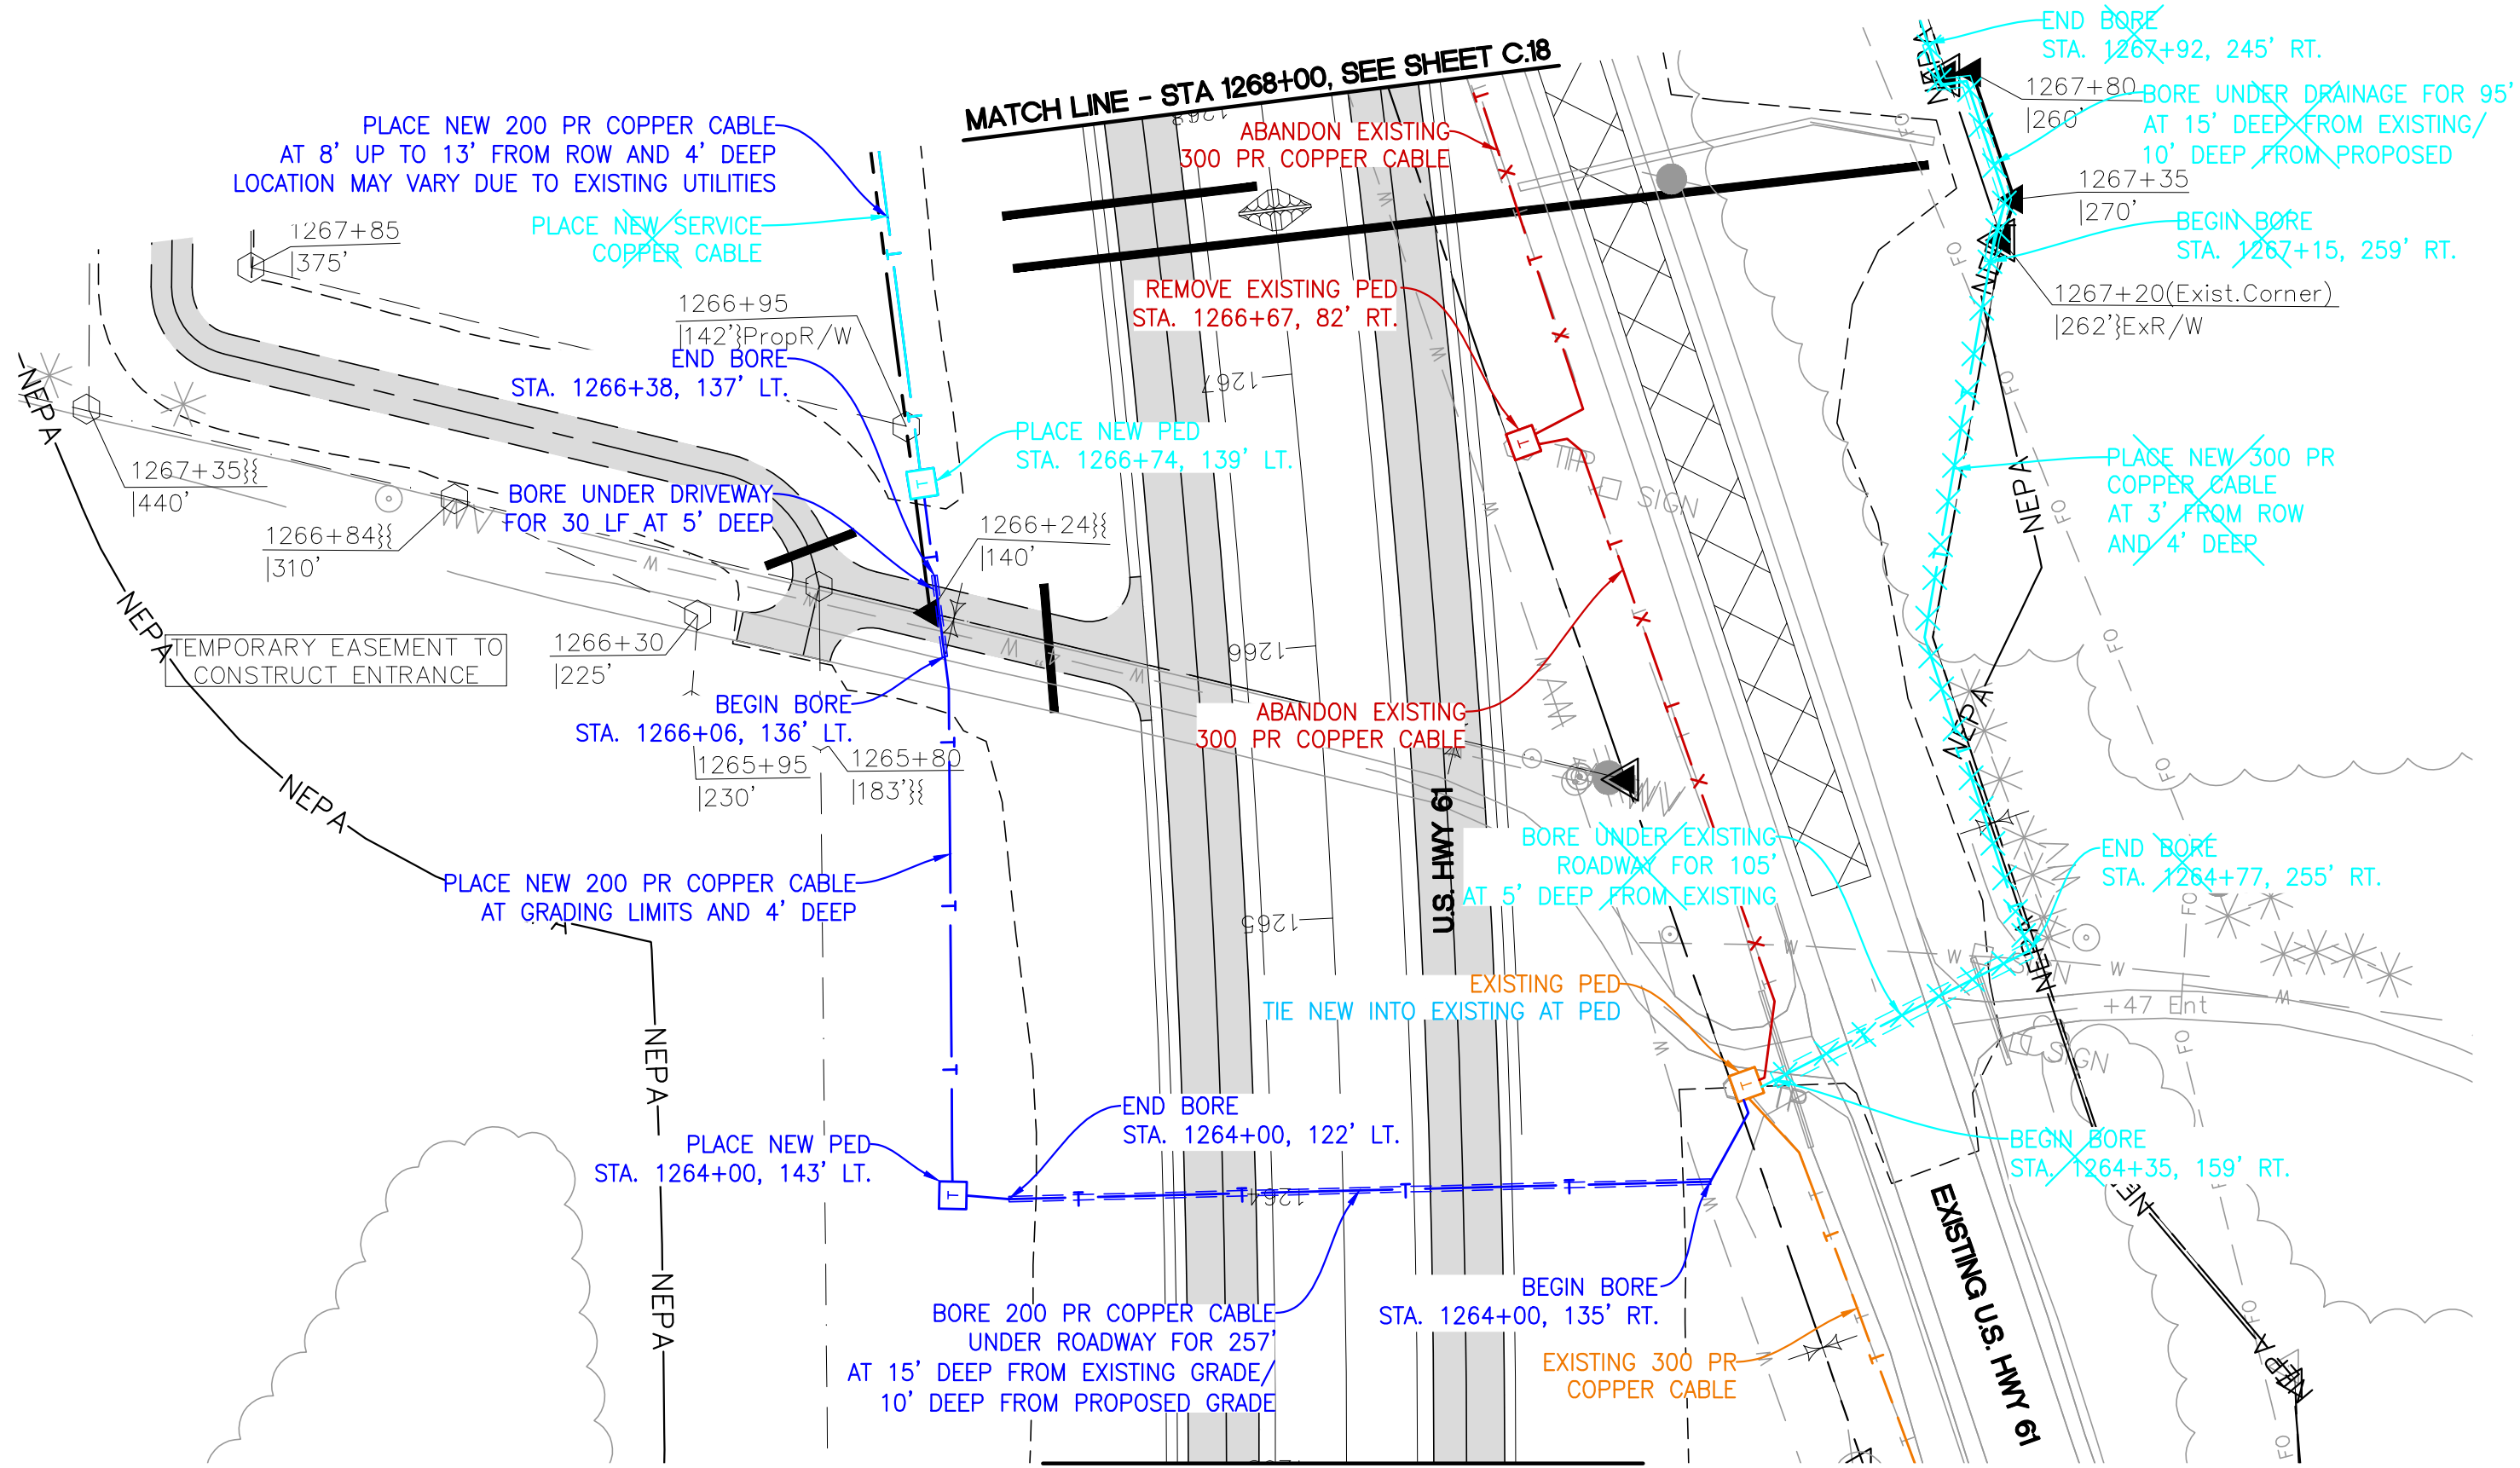 MATCH LINE - STA 1268+00, SEE SHEET C.18
PLACE NEW 200 PR COPPER CABLE
AT 8' UP TO 13' FROM ROW AND 4' DEEP
LOCATION MAY VARY DUE TO EXISTING UTILITIES
PLACE NEW SERVICE
COPPER CABLE
1267+85
|375'
1266+95
|142'}PropR/W
END BORE
STA. 1266+38, 137' LT.
PLACE NEW PED
STA. 1266+74, 139' LT.
BORE UNDER DRIVEWAY
FOR 30 LF AT 5' DEEP
1267+35}}
|440'
1266+84}}
|310'
1266+24}}
|140'
TEMPORARY EASEMENT TO
CONSTRUCT ENTRANCE
1266+30
|225'
BEGIN BORE
STA. 1266+06, 136' LT.
1265+95
|230'
1265+80
|183'}}
PLACE NEW 200 PR COPPER CABLE
AT GRADING LIMITS AND 4' DEEP
PLACE NEW PED
STA. 1264+00, 143' LT.
END BORE
STA. 1264+00, 122' LT.
BORE 200 PR COPPER CABLE
UNDER ROADWAY FOR 257'
AT 15' DEEP FROM EXISTING GRADE/
10' DEEP FROM PROPOSED GRADE
BEGIN BORE
STA. 1264+00, 135' RT.
ABANDON EXISTING
300 PR COPPER CABLE
REMOVE EXISTING PED
STA. 1266+67, 82' RT.
ABANDON EXISTING
300 PR COPPER CABLE
1268
1267
1266
1265
1264
U.S. HWY 61
TP
SIGN
4" W
BORE UNDER EXISTING
ROADWAY FOR 105'
AT 5' DEEP FROM EXISTING
EXISTING PED
TIE NEW INTO EXISTING AT PED
EXISTING 300 PR
COPPER CABLE
EXISTING U.S. HWY 61
END BORE
STA. 1267+92, 245' RT.
1267+80
|260'
BORE UNDER DRAINAGE FOR 95'
AT 15' DEEP FROM EXISTING/
10' DEEP FROM PROPOSED
1267+35
|270'
BEGIN BORE
STA. 1267+15, 259' RT.
1267+20(Exist.Corner)
|262'}ExR/W
PLACE NEW 300 PR
COPPER CABLE
AT 3' FROM ROW
AND 4' DEEP
END BORE
STA. 1264+77, 255' RT.
+47 Ent
SIGN
BEGIN BORE
STA. 1264+35, 159' RT.
NEPA
NEPA
NEPA
NEPA
NEPA
NEPA
NEPA
NEPA
FO
FO
FO
FO
FO
FO
FO
FO